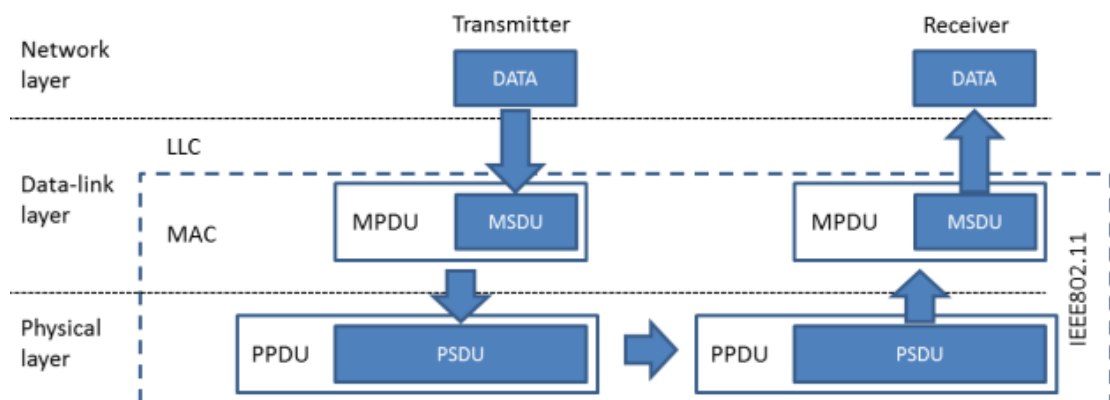 Transmitter
Receiver
Network
layer
DATA
DATA
LLC
Data-link
layer
MAC
MPDU
MSDU
MPDU
MSDU
IEEE802.11
Physical
layer
PPDU
PSDU
PPDU
PSDU